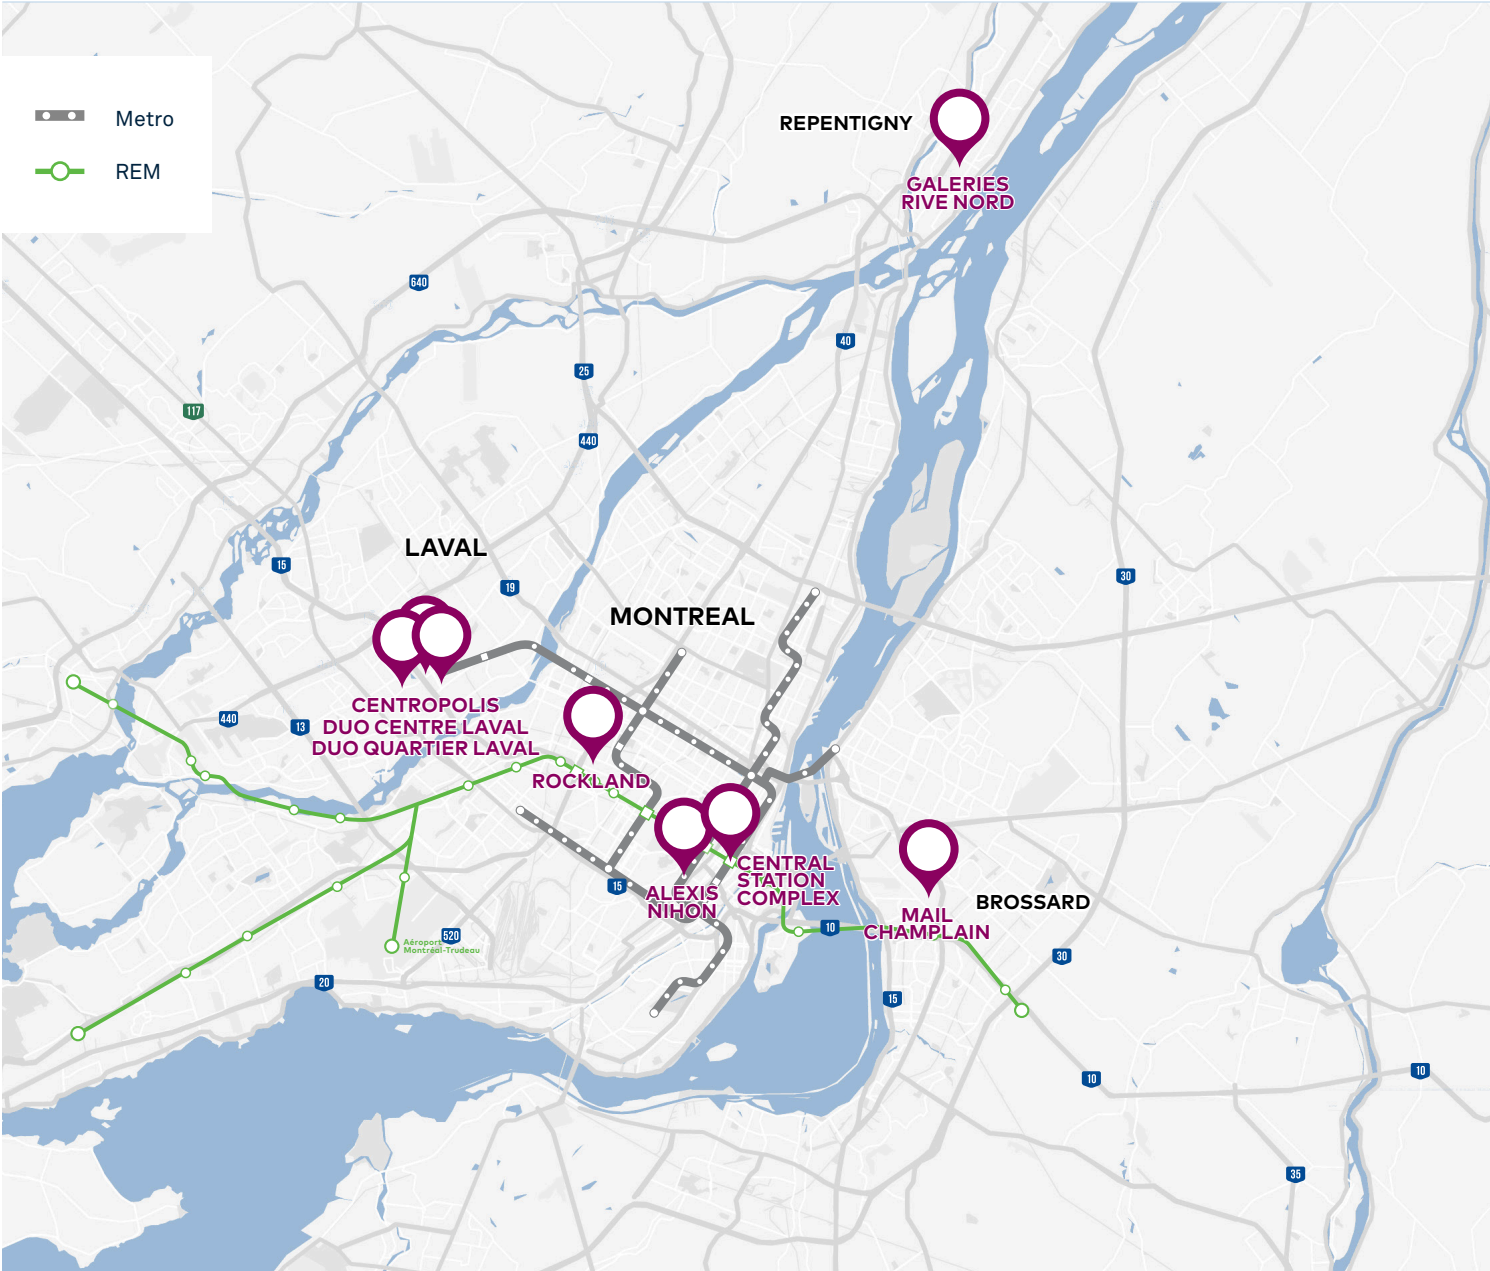 Metro
REM
REPENTIGNY
GALERIES
RIVE NORD
640
40
25
117
440
LAVAL
15
19
30
MONTREAL
CENTROPOLIS
DUO CENTRE LAVAL
DUO QUARTIER LAVAL
440
13
ROCKLAND
15
ALEXIS
NIHON
CENTRAL
STATION
COMPLEX
MAIL
CHAMPLAIN
BROSSARD
10
520
Aéroport
Montréal-Trudeau
20
30
15
10
10
35